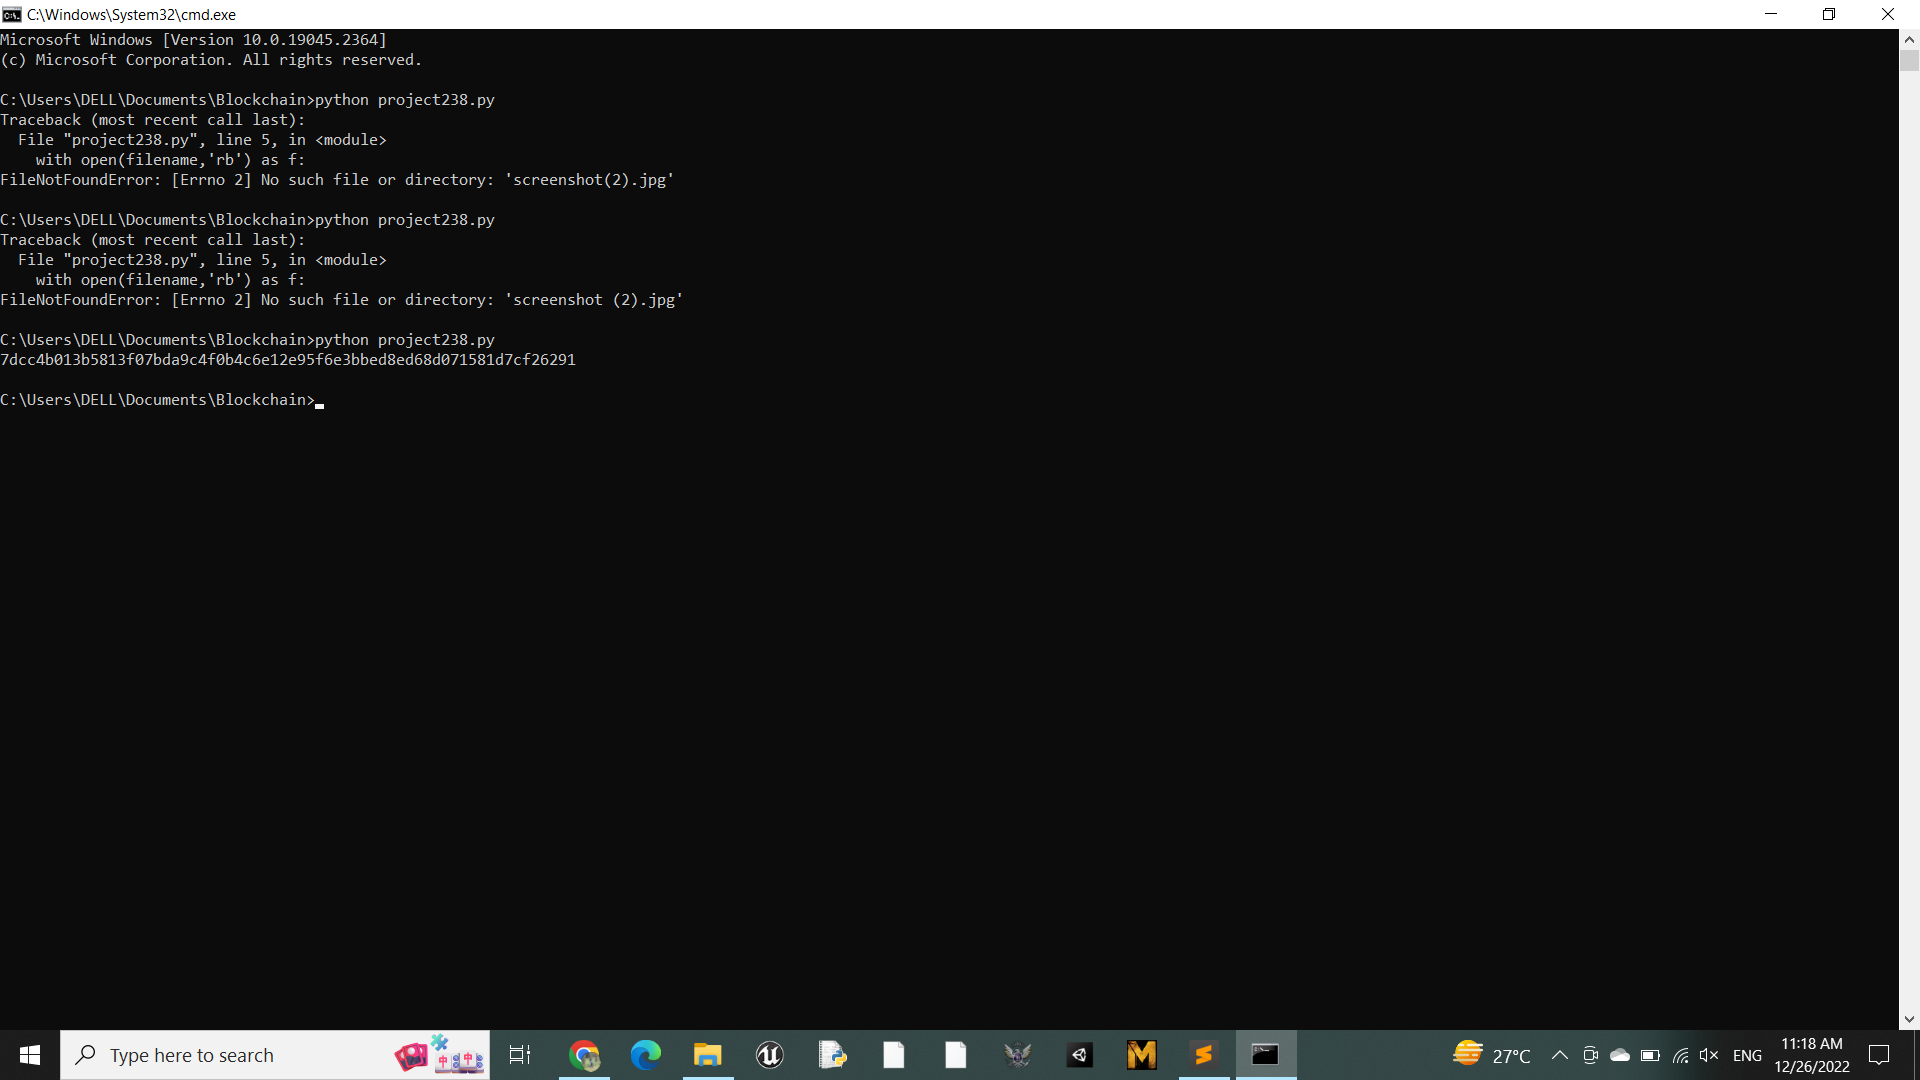 C:\Windows\System32\cmd.exe
Microsoft Windows [Version 10.0.19045.2364]
(c) Microsoft Corporation. All rights reserved.
C:\Users\DELL\Documents\Blockchain>python project238.py
Traceback (most recent call last):
  File "project238.py", line 5, in <module>
    with open(filename,'rb') as f:
FileNotFoundError: [Errno 2] No such file or directory: 'screenshot(2).jpg'
C:\Users\DELL\Documents\Blockchain>python project238.py
Traceback (most recent call last):
  File "project238.py", line 5, in <module>
    with open(filename,'rb') as f:
FileNotFoundError: [Errno 2] No such file or directory: 'screenshot (2).jpg'
C:\Users\DELL\Documents\Blockchain>python project238.py
7dcc4b013b5813f07bda9c4f0b4c6e12e95f6e3bbed8ed68d071581d7cf26291
C:\Users\DELL\Documents\Blockchain>
Type here to search
27°C
ENG
11:18 AM
12/26/2022